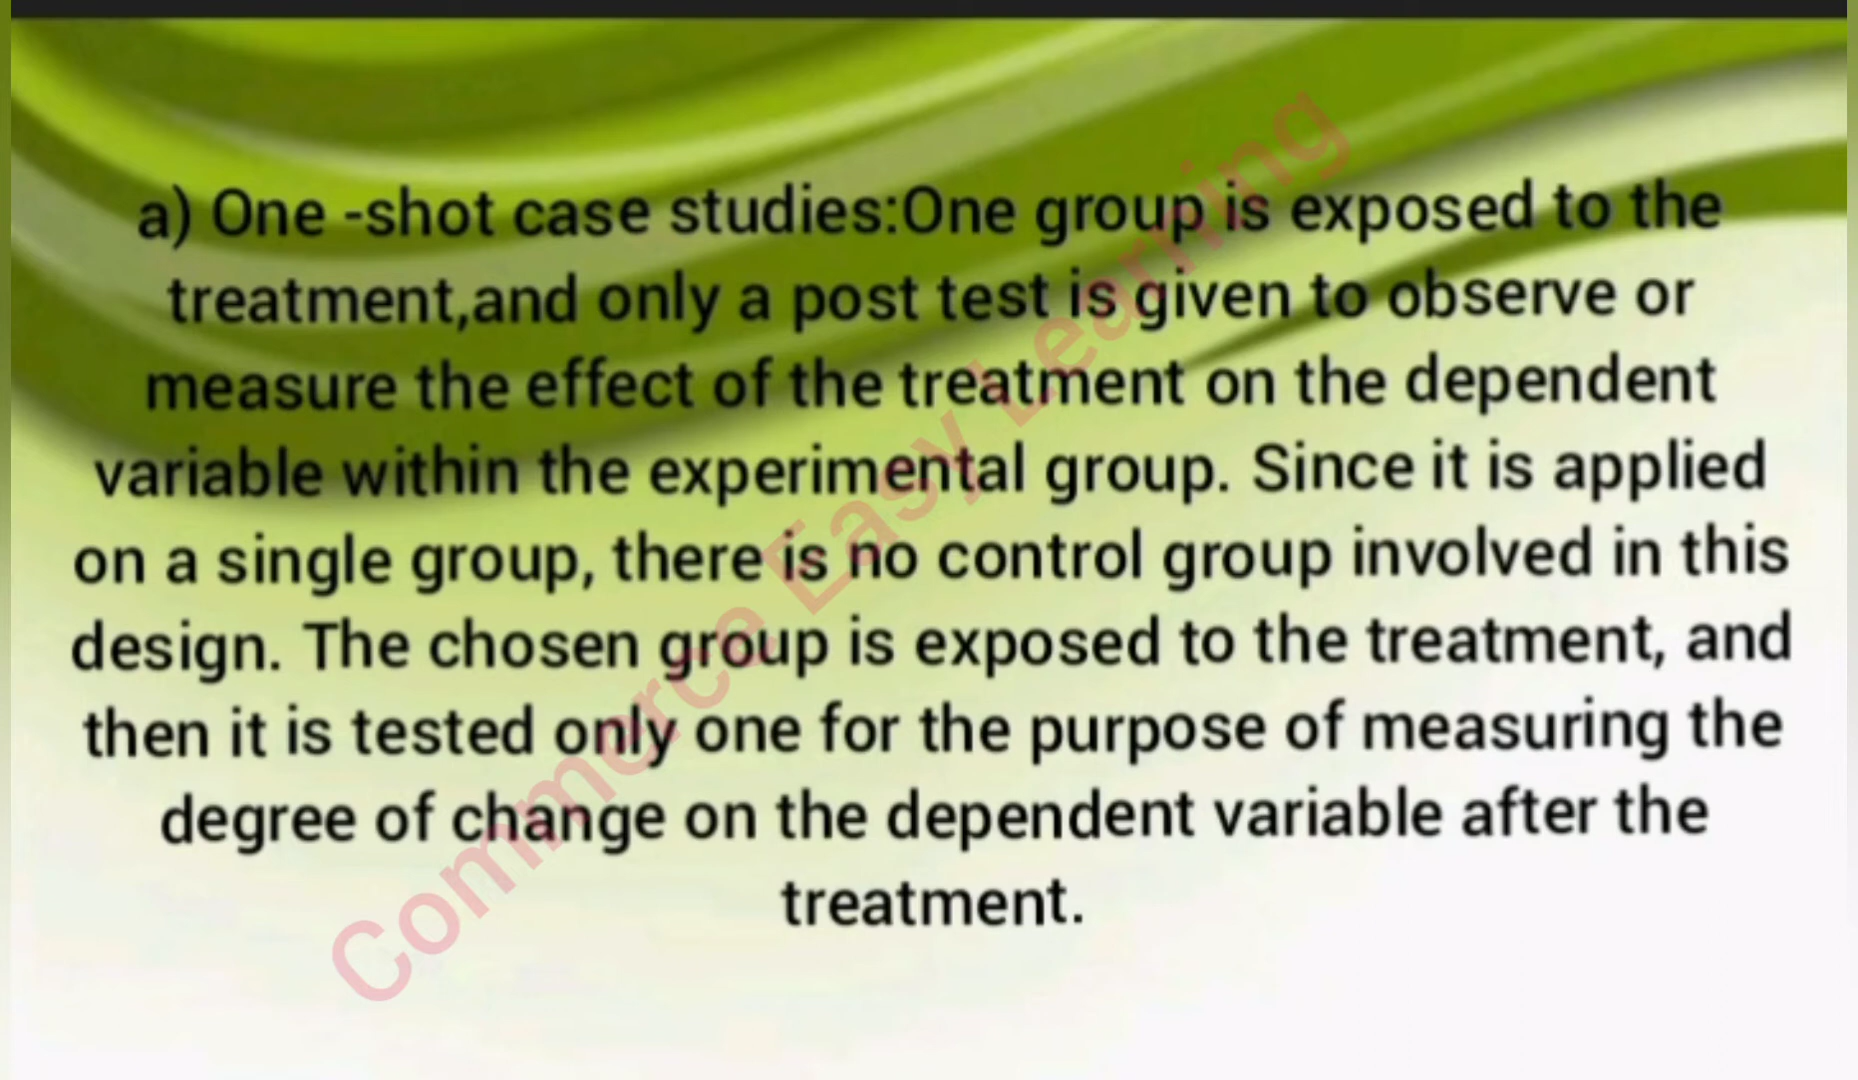 a) One -shot case studies:One group is exposed to the
treatment,and only a post test is given to observe or
measure the effect of the treatment on the dependent
variable within the experimental group. Since it is applied
on a single group, there is no control group involved in this
design. The chosen group is exposed to the treatment, and
then it is tested only one for the purpose of measuring the
degree of change on the dependent variable after the
treatment.
Commerce Easy Learning